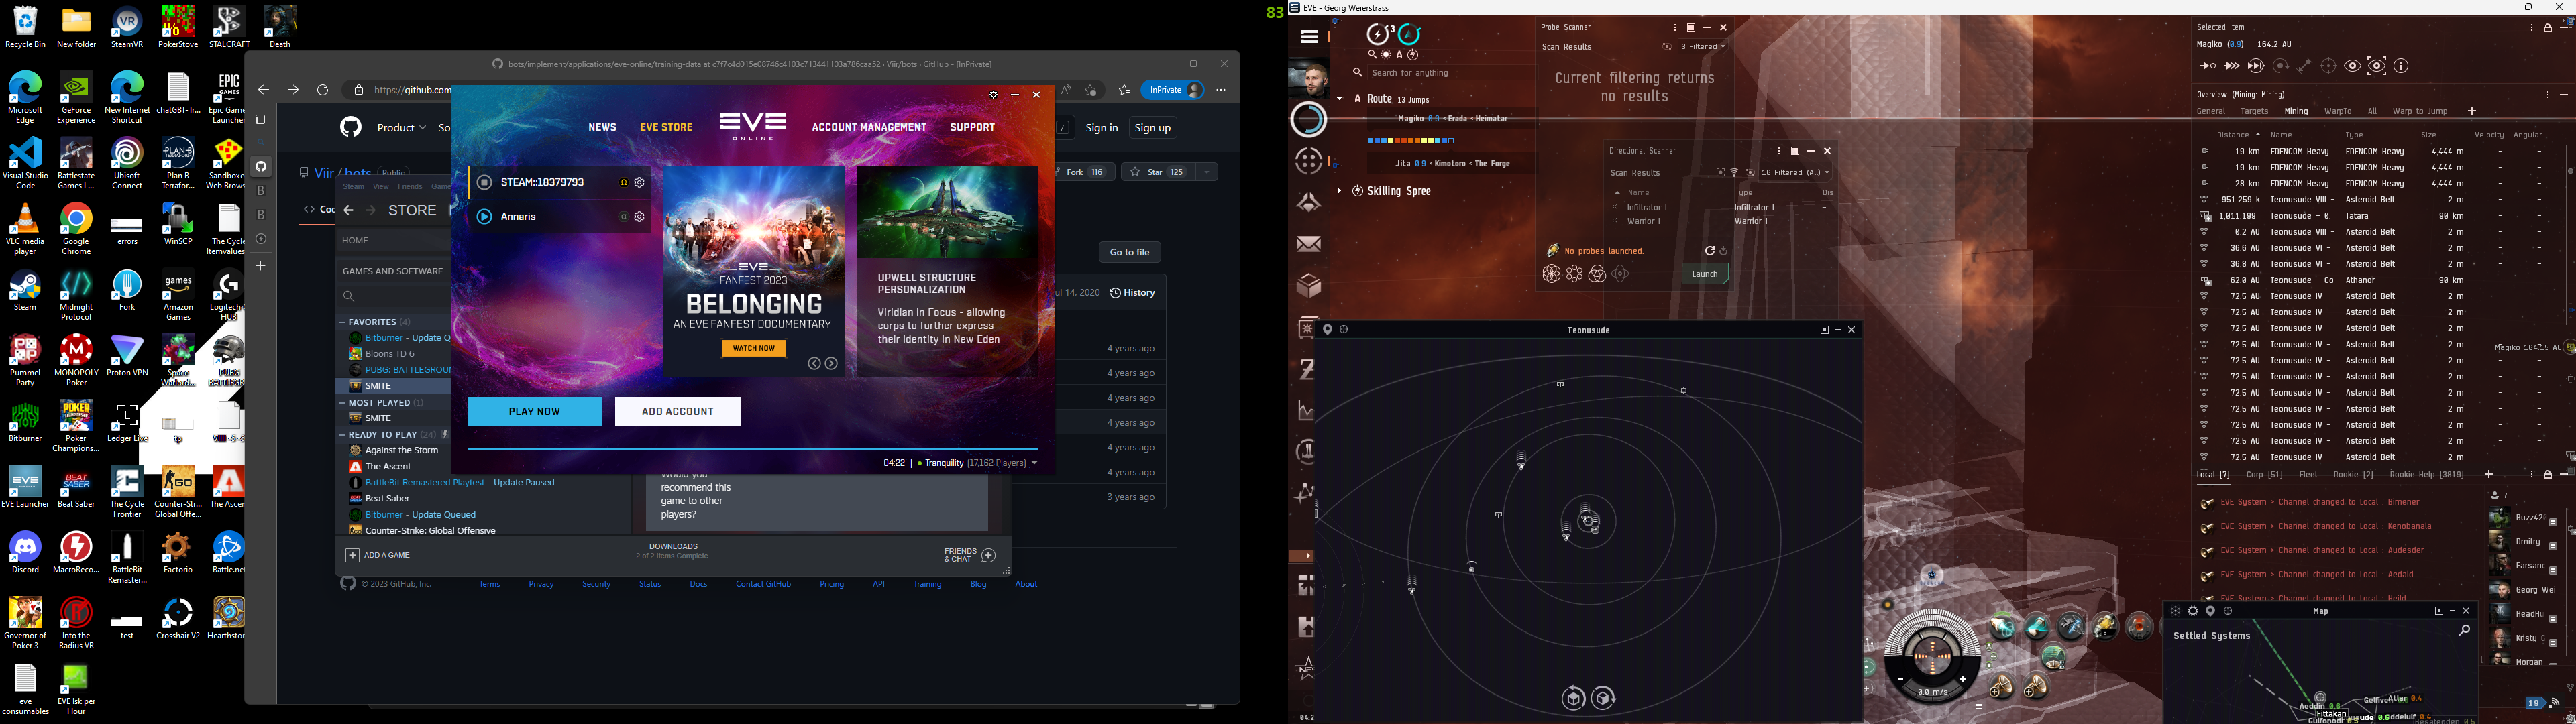 Recycle Bin
New folder
SteamVR
PokerStove
STALCRAFT
Death
Microsoft Edge
GeForce Experience
New Internet Shortcut
chatGBT-Tr...
Epic Games Launcher
Visual Studio Code
Battlestate Games L...
Ubisoft Connect
Plan B Terrafor...
Sandboxe Web Brows...
VLC media player
Google Chrome
errors
WinSCP
The Cycle Itemvalues
Steam
Midnight Protocol
Fork
Amazon Games
Logitech G HUB
Pummel Party
MONOPOLY Poker
Proton VPN
Space Warlord...
PUBG BATTLEGR...
Bitburner
Poker Champions...
Ledger Live
tp
EVE Launcher
Beat Saber
The Cycle Frontier
Counter-Str... Global Offe...
The Ascent
Discord
MacroReco...
BattleBit Remaster...
Factorio
Battle.net
Governor of Poker 3
Into the Radius VR
test
Crosshair V2
Hearthstone
eve consumables
EVE Isk per Hour
bots/implement/applications/eve-online/training-data at c7f7c4d015e08746c4103c713441103a786caa52 · Viir/bots · GitHub - [InPrivate]
https://github.com
InPrivate
Product
So
Sign in
Sign up
Viir / bots
Public
Fork 116
Star 125
Go to file
Jul 14, 2020
History
4 years ago
4 years ago
4 years ago
4 years ago
4 years ago
4 years ago
3 years ago
© 2023 GitHub, Inc.
Terms
Privacy
Security
Status
Docs
Contact GitHub
Pricing
API
Training
Blog
About
Steam View Friends Games
STORE
HOME
GAMES AND SOFTWARE
FAVORITES (4)
Bitburner - Update Q
Bloons TD 6
PUBG: BATTLEGROUN
SMITE
MOST PLAYED (1)
SMITE
READY TO PLAY (24)
Against the Storm
The Ascent
BattleBit Remastered Playtest - Update Paused
Beat Saber
Bitburner - Update Queued
Counter-Strike: Global Offensive
ADD A GAME
DOWNLOADS
2 of 2 Items Complete
FRIENDS & CHAT
Would you
recommend this
game to other
players?
NEWS
EVE STORE
EVE
ONLINE
ACCOUNT MANAGEMENT
SUPPORT
STEAM::18379793
Annaris
EVE
FANFEST 2023
BELONGING
AN EVE FANFEST DOCUMENTARY
WATCH NOW
UPWELL STRUCTURE
PERSONALIZATION
Viridian in Focus - allowing
corps to further express
their identity in New Eden
PLAY NOW
ADD ACCOUNT
04:22 | Tranquility [17,162 Players]
83
EVE - Georg Weierstrass
Search for anything
Route 13 Jumps
Magiko 0.9 < Erada < Heimatar
Jita 0.9 < Kimotoro < The Forge
Skilling Spree
Probe Scanner
Scan Results
3 Filtered
Current filtering returns
no results
Directional Scanner
Scan Results
16 Filtered (All)
Name Type Dis
Infiltrator I Infiltrator I -
Warrior I Warrior I -
No probes launched.
Launch
Teonusude
Selected Item
Magiko (0.9) - 164.2 AU
Overview (Mining: Mining)
General Targets Mining WarpTo All Warp to Jump
Distance Name Type Size Velocity Angular
19 km EDENCOM Heavy EDENCOM Heavy 4,444 m - -
19 km EDENCOM Heavy EDENCOM Heavy 4,444 m - -
28 km EDENCOM Heavy EDENCOM Heavy 4,444 m - -
951,259 k Teonusude VIII - Asteroid Belt 2 m - -
1,011,199 Teonusude - 0. Tatara 90 km - -
0.2 AU Teonusude VIII - Asteroid Belt 2 m - -
36.6 AU Teonusude VI - Asteroid Belt 2 m - -
36.8 AU Teonusude VI - Asteroid Belt 2 m - -
62.0 AU Teonusude - Co Athanor 90 km - -
72.5 AU Teonusude IV - Asteroid Belt 2 m - -
72.5 AU Teonusude IV - Asteroid Belt 2 m - -
72.5 AU Teonusude IV - Asteroid Belt 2 m - -
72.5 AU Teonusude IV - Asteroid Belt 2 m
Magiko 164.15 AU
72.5 AU Teonusude IV - Asteroid Belt 2 m - -
72.5 AU Teonusude IV - Asteroid Belt 2 m - -
72.5 AU Teonusude IV - Asteroid Belt 2 m - -
72.5 AU Teonusude IV - Asteroid Belt 2 m - -
72.5 AU Teonusude IV - Asteroid Belt 2 m - -
72.5 AU Teonusude IV - Asteroid Belt 2 m - -
72.5 AU Teonusude IV - Asteroid Belt 2 m - -
Local [7] Corp [51] Fleet Rookie [2] Rookie Help [3819]
EVE System > Channel changed to Local : Bimener
EVE System > Channel changed to Local : Kenobanala
EVE System > Channel changed to Local : Audesder
EVE System > Channel changed to Local : Aedald
EVE System > Channel changed to Local : Heild
7
Buzz42
Dmitry
Farsan
Georg Wei
HeadHu
Kristy G
Morgan
0.0 m/s
Map
Settled Systems
Aeddin 0.6
Fittakan
19